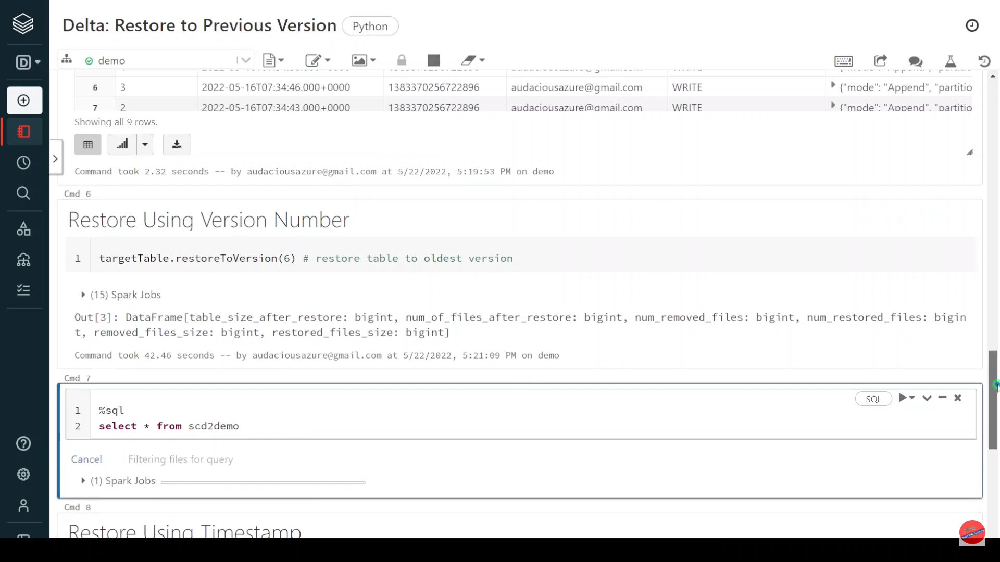 Delta: Restore to Previous Version Python
demo
6 3 2022-05-16T07:34:46.000+0000 1383370256722896 audaciousazure@gmail.com WRITE {"mode": "Append", "partitio
7 2 2022-05-16T07:34:43.000+0000 1383370256722896 audaciousazure@gmail.com WRITE {"mode": "Append", "partitio
Showing all 9 rows.
Command took 2.32 seconds -- by audaciousazure@gmail.com at 5/22/2022, 5:19:53 PM on demo
Cmd 6
Restore Using Version Number
1 targetTable.restoreToVersion(6) # restore table to oldest version
(15) Spark Jobs
Out[3]: DataFrame[table_size_after_restore: bigint, num_of_files_after_restore: bigint, num_removed_files: bigint, num_restored_files: bigin
t, removed_files_size: bigint, restored_files_size: bigint]
Command took 42.46 seconds -- by audaciousazure@gmail.com at 5/22/2022, 5:21:09 PM on demo
Cmd 7
SQL
1 %sql
2 select * from scd2demo
Cancel Filtering files for query
(1) Spark Jobs
Cmd 8
Restore Using Timestamp